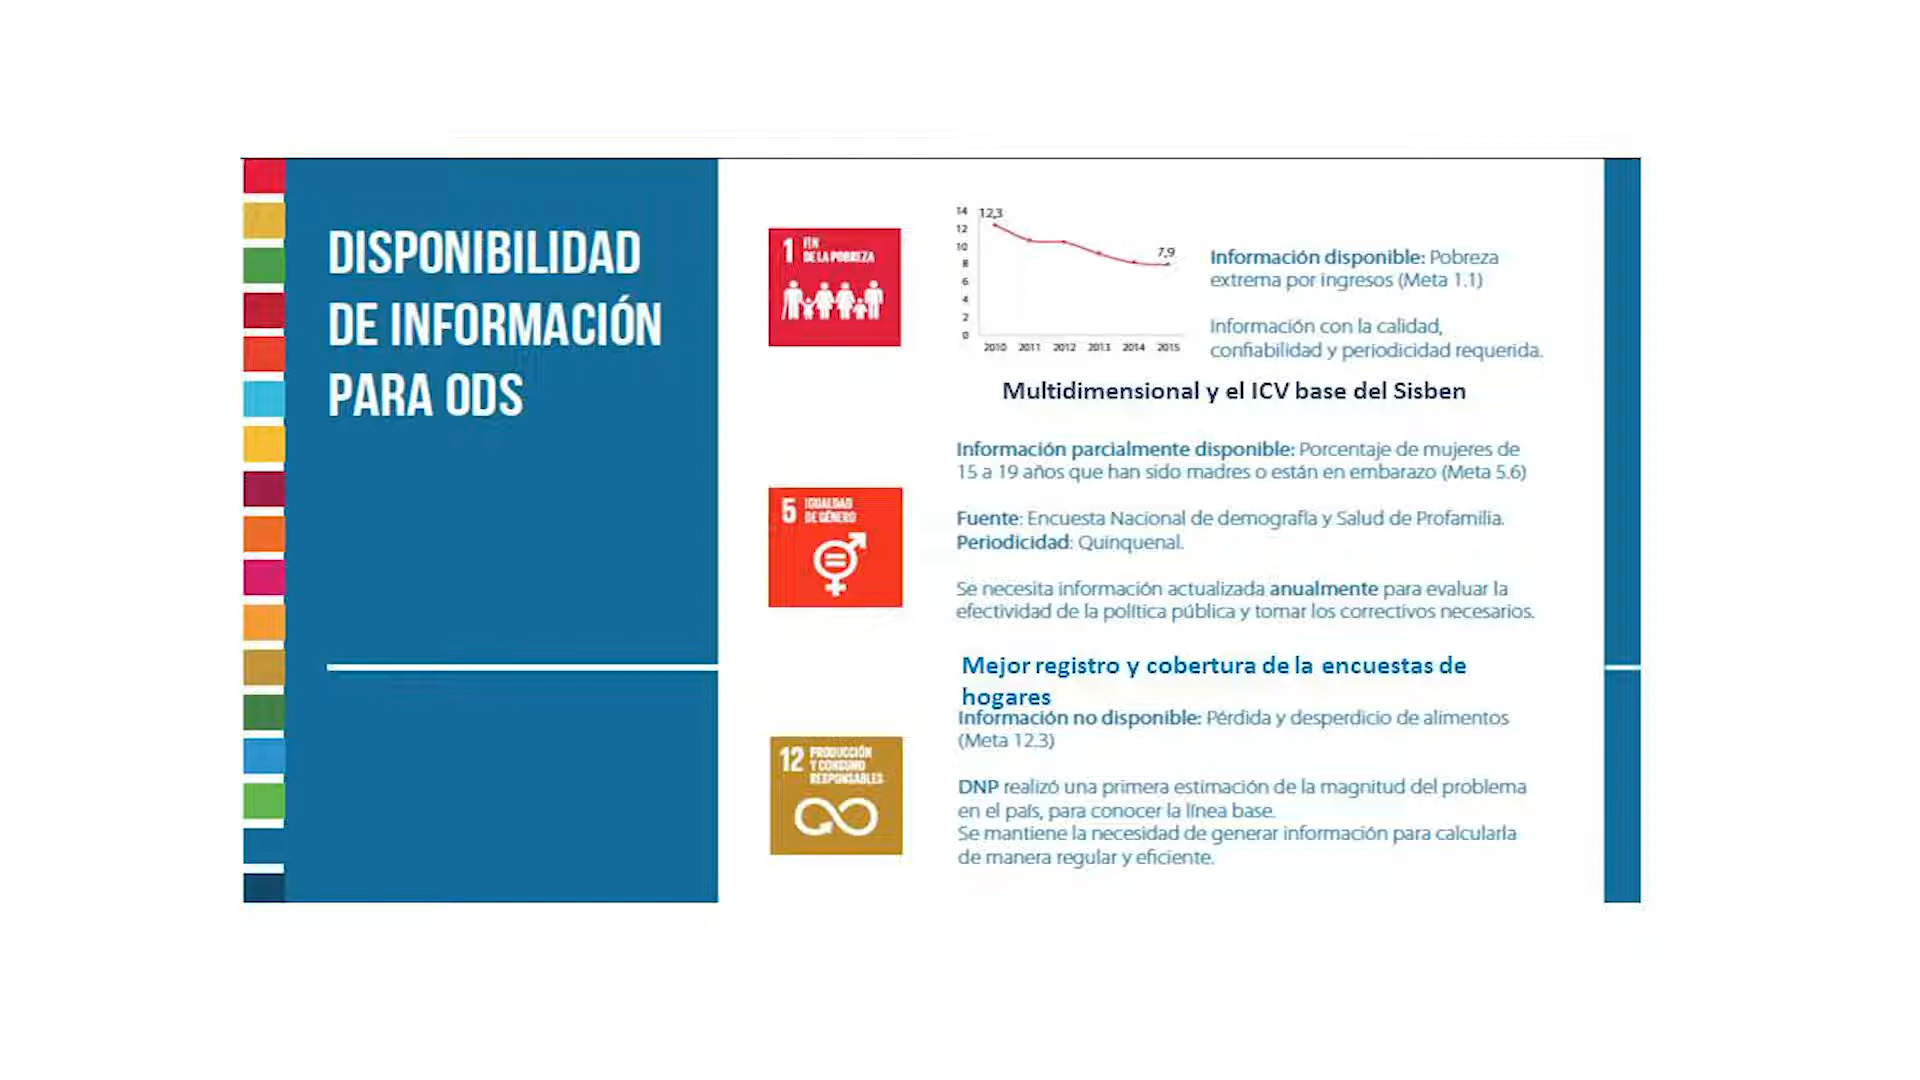 DISPONIBILIDAD
DE INFORMACIÓN
PARA ODS
1 FIN
DE LA POBREZA
14
12
10
8
6
4
2
0
12,3
7,9
2010 2011 2012 2013 2014 2015
Información disponible: Pobreza
extrema por ingresos (Meta 1.1)
Información con la calidad,
confiabilidad y periodicidad requerida.
Multidimensional y el ICV base del Sisben
5 IGUALDAD
DE GÉNERO
Información parcialmente disponible: Porcentaje de mujeres de
15 a 19 años que han sido madres o están en embarazo (Meta 5.6)
Fuente: Encuesta Nacional de demografía y Salud de Profamilia.
Periodicidad: Quinquenal.
Se necesita información actualizada anualmente para evaluar la
efectividad de la política pública y tomar los correctivos necesarios.
Mejor registro y cobertura de la encuestas de
hogares
12 PRODUCCIÓN
Y CONSUMO
RESPONSABLES
Información no disponible: Pérdida y desperdicio de alimentos
(Meta 12.3)
DNP realizó una primera estimación de la magnitud del problema
en el país, para conocer la línea base.
Se mantiene la necesidad de generar información para calcularla
de manera regular y eficiente.